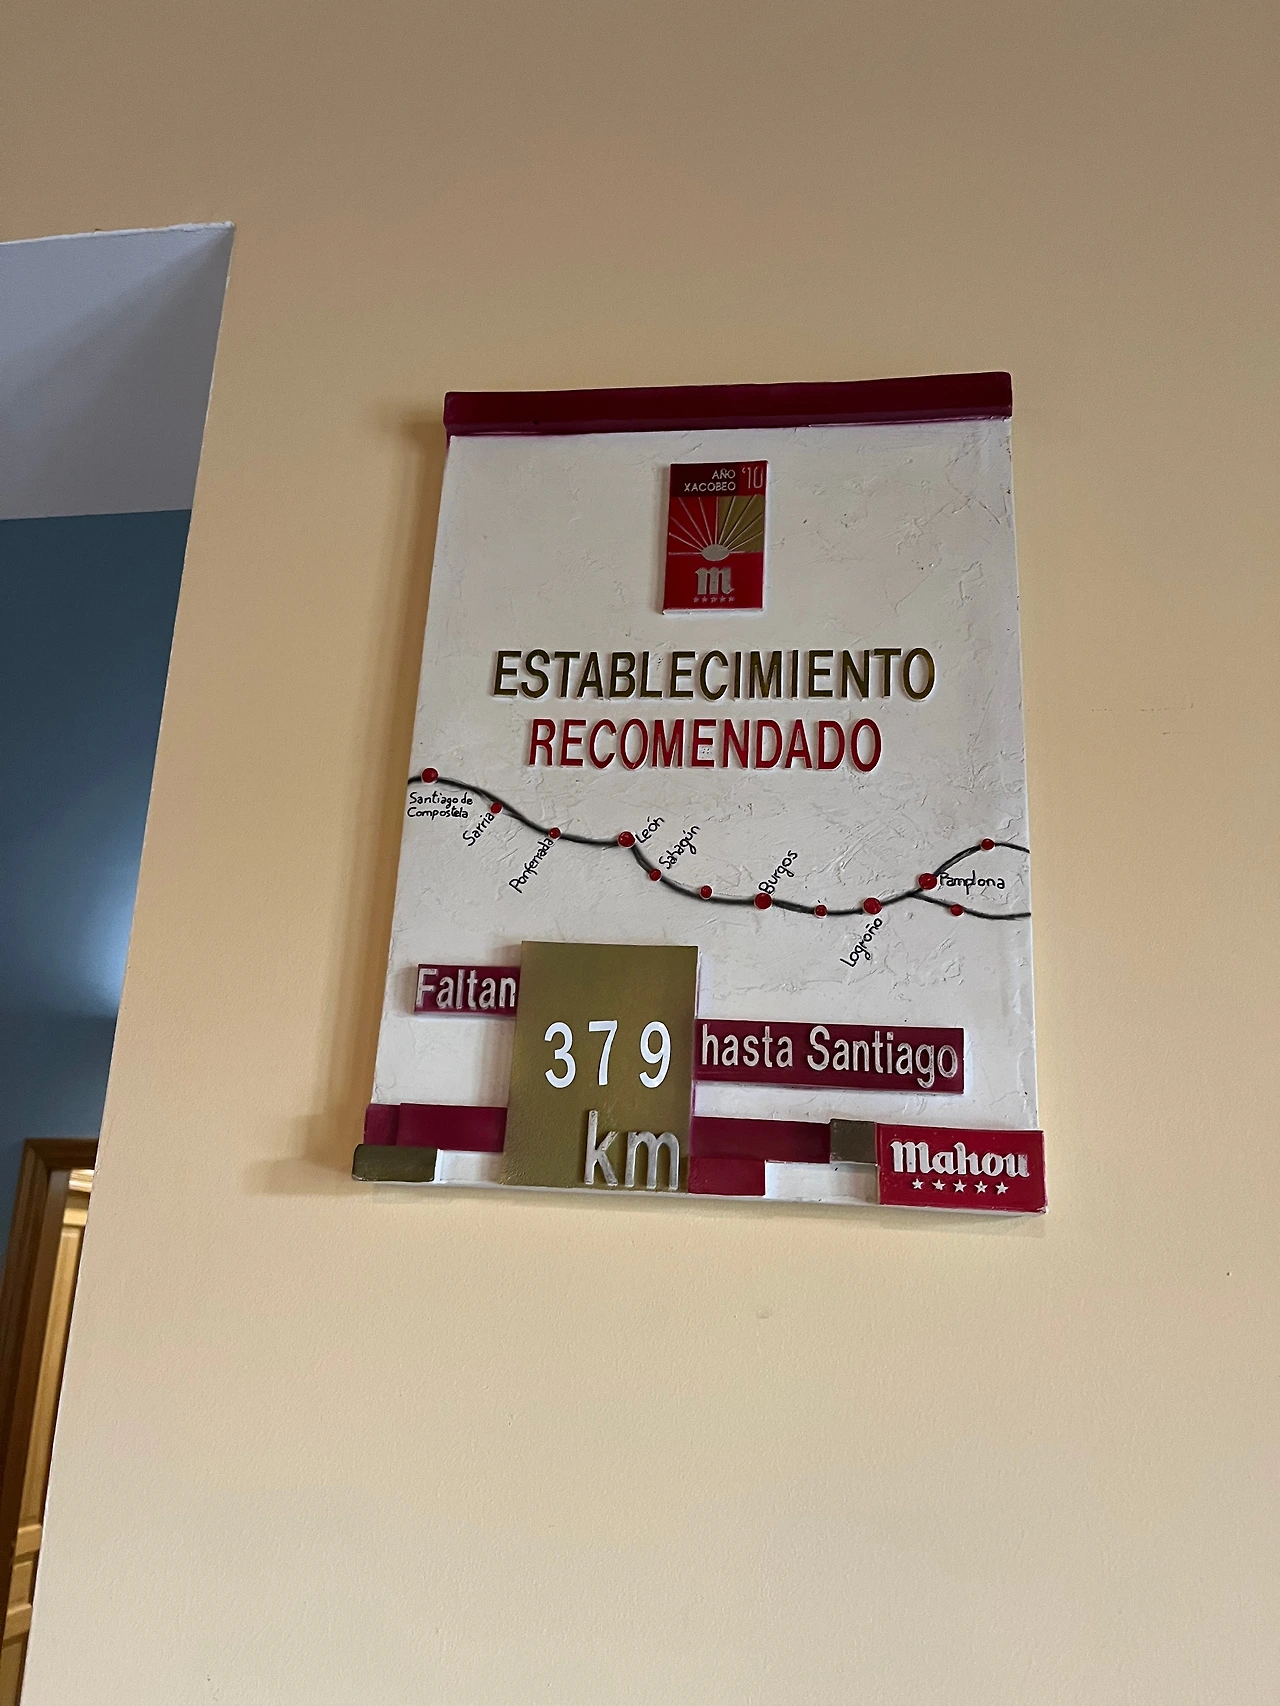 AÑO '10
XACOBEO
m
ESTABLECIMIENTO
RECOMENDADO
Santiago de
Compostela
Sarria
Ponferrada
León
Sahagún
Burgos
Logroño
Pamplona
Faltan
379
km
hasta Santiago
Mahou